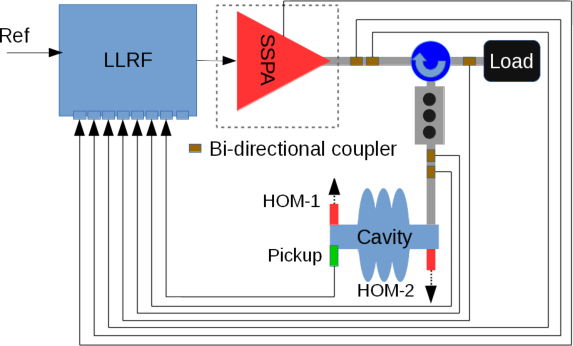 Ref
LLRF
SSPA
Load
Bi-directional coupler
HOM-1
Cavity
Pickup
HOM-2